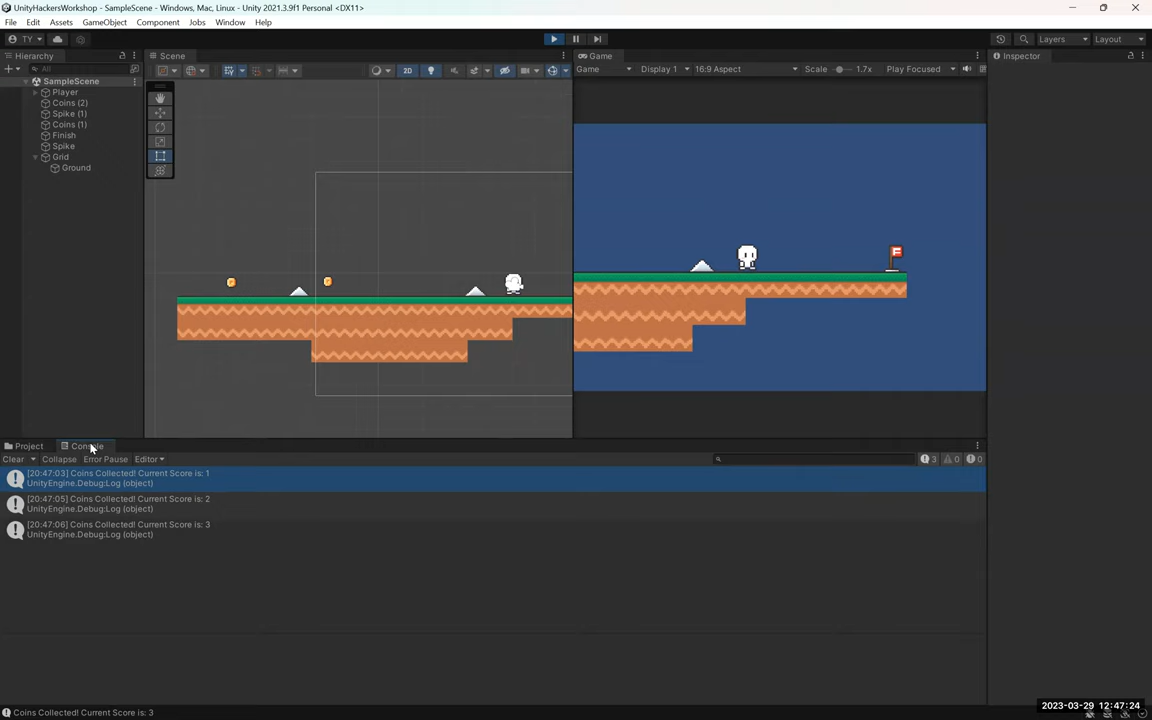 UnityHackersWorkshop - SampleScene - Windows, Mac, Linux - Unity 2021.3.9f1 Personal <DX11>
File Edit Assets GameObject Component Jobs Window Help
TY Layers Layout
Hierarchy Scene Game Inspector
All 2D Game Display 1 16:9 Aspect Scale 1.7x Play Focused
SampleScene
Player
Coins (2)
Spike (1)
Coins (1)
Finish
Spike
Grid
Ground
Project Console
Clear Collapse Error Pause Editor 3 0 0
[20:47:03] Coins Collected! Current Score is: 1
UnityEngine.Debug:Log (object)
[20:47:05] Coins Collected! Current Score is: 2
UnityEngine.Debug:Log (object)
[20:47:06] Coins Collected! Current Score is: 3
UnityEngine.Debug:Log (object)
2023-03-29 12:47:24
Coins Collected! Current Score is: 3